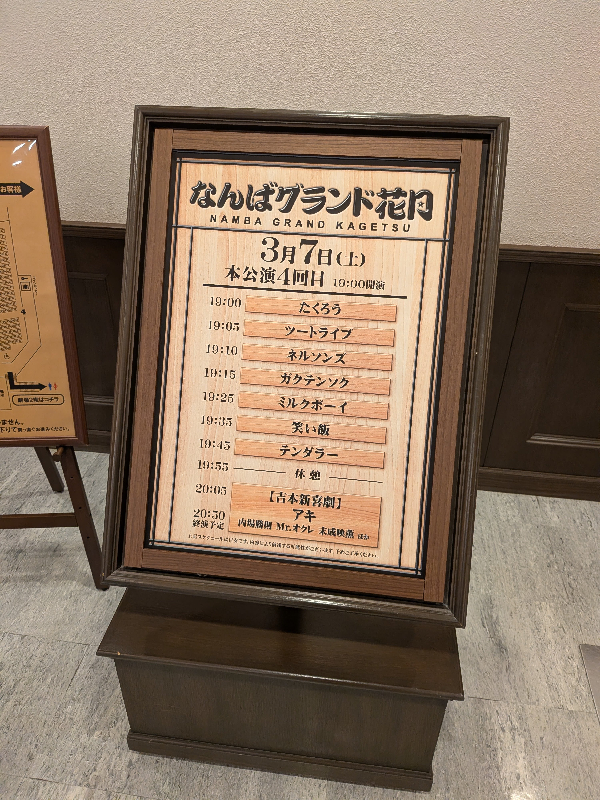 なんばグランド花月
NAMBA GRAND KAGETSU
3月7日(土)
本公演4回目 19:00開演
19:00 たくろう
19:05 ツートライブ
19:10 ネルソンズ
19:15 ガクテンソク
19:25 ミルクボーイ
19:35 笑い飯
19:45 テンダラー
19:55 休憩
20:05 【吉本新喜劇】
アキ
20:50
終演予定 内場勝則 Mr.オクレ 末成映薫 ほか
お客様